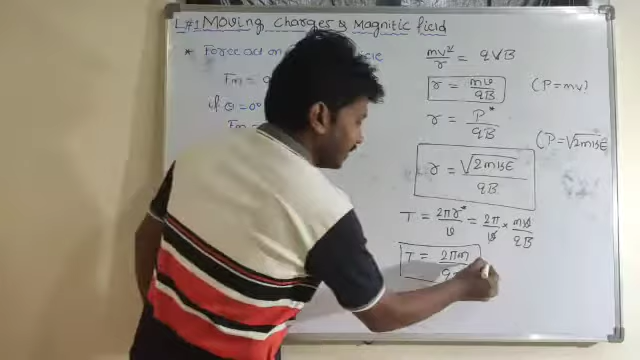 L#1 Moving Charges & Magnitic field
* Force act on
Fm =
if θ = 0°
Fm =
mv²/r = qVB
r = mv/qB (P=mv)
r = P/qB
(P=√2mKE
r = √2mKE/qB
T = 2πr/v = 2π/v × mv/qB
T = 2πm/